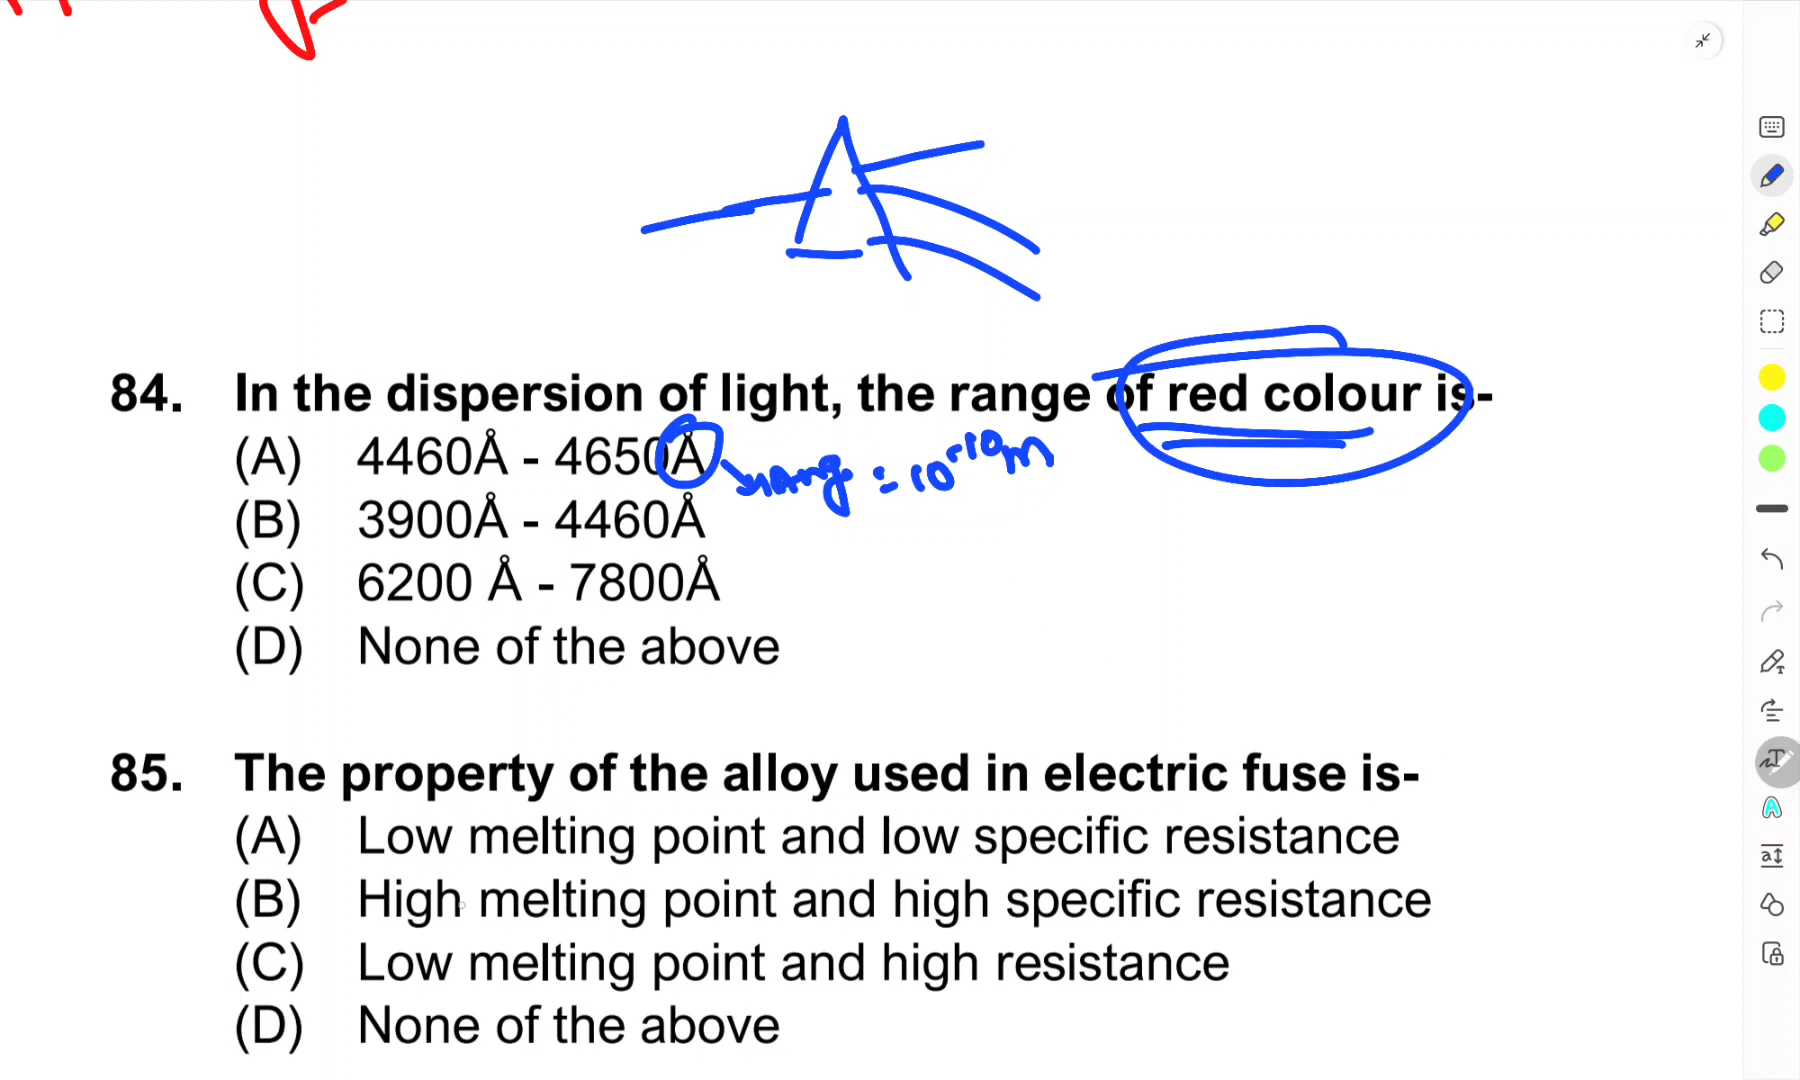 84. In the dispersion of light, the range of red colour is-
(A) 4460Å - 4650Å
= 10⁻¹⁰m
(B) 3900Å - 4460Å
(C) 6200 Å - 7800Å
(D) None of the above
85. The property of the alloy used in electric fuse is-
(A) Low melting point and low specific resistance
(B) High melting point and high specific resistance
(C) Low melting point and high resistance
(D) None of the above